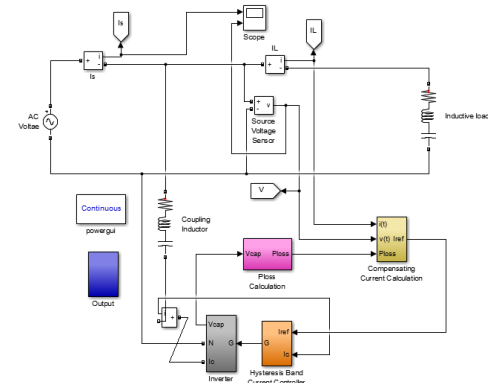 Is
IL
Scope
i
Is
IL
i
AC
Voltae
Source
Voltage
Sensor
v
Inductive load
V
Continuous
powergui
Coupling
Inductor
Output
Vcap Ploss
Ploss
Calculation
i(t)
v(t) Iref
Ploss
Compensating
Current Calculation
i
Vcap
N G
Ic
Inverter
Iref
G
Ic
Hysteresis Band
Current Controller